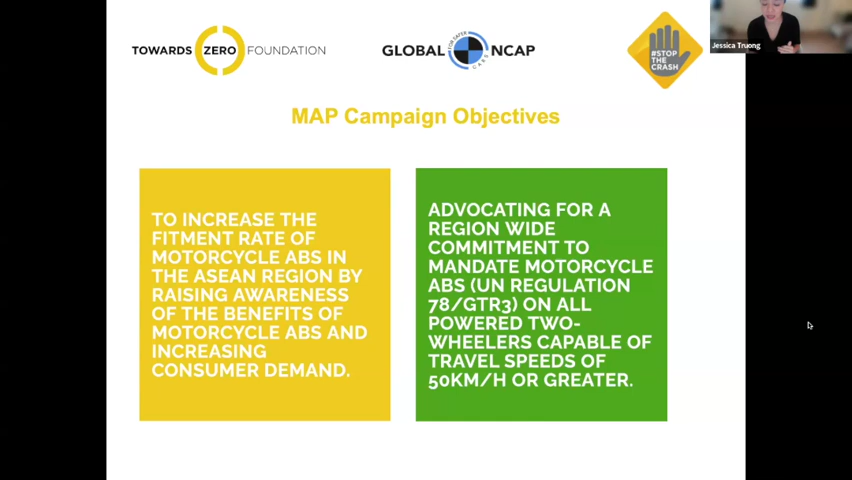 TOWARDS ZERO FOUNDATION
GLOBAL NCAP
FOR SAFER CARS
#STOP
THE
CRASH
Jessica Truong
MAP Campaign Objectives
TO INCREASE THE
FITMENT RATE OF
MOTORCYCLE ABS IN
THE ASEAN REGION BY
RAISING AWARENESS
OF THE BENEFITS OF
MOTORCYCLE ABS AND
INCREASING
CONSUMER DEMAND.
ADVOCATING FOR A
REGION WIDE
COMMITMENT TO
MANDATE MOTORCYCLE
ABS (UN REGULATION
78/GTR3) ON ALL
POWERED TWO-
WHEELERS CAPABLE OF
TRAVEL SPEEDS OF
50KM/H OR GREATER.